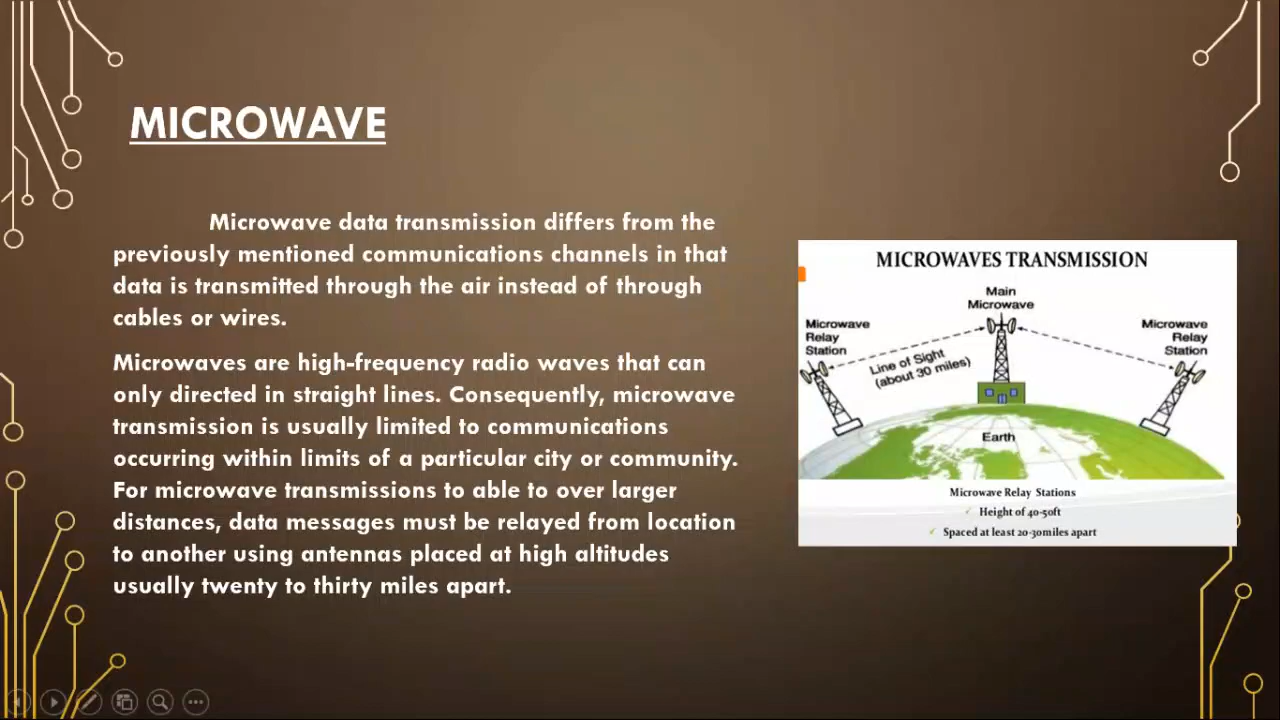 MICROWAVE
Microwave data transmission differs from the
previously mentioned communications channels in that
data is transmitted through the air instead of through
cables or wires.
Microwaves are high-frequency radio waves that can
only directed in straight lines. Consequently, microwave
transmission is usually limited to communications
occurring within limits of a particular city or community.
For microwave transmissions to able to over larger
distances, data messages must be relayed from location
to another using antennas placed at high altitudes
usually twenty to thirty miles apart.
MICROWAVES TRANSMISSION
Main
Microwave
Microwave
Relay
Station
Line of Sight
(about 30 miles)
Microwave
Relay
Station
Earth
Microwave Relay Stations
✓ Height of 40-50ft
✓ Spaced at least 20-30miles apart